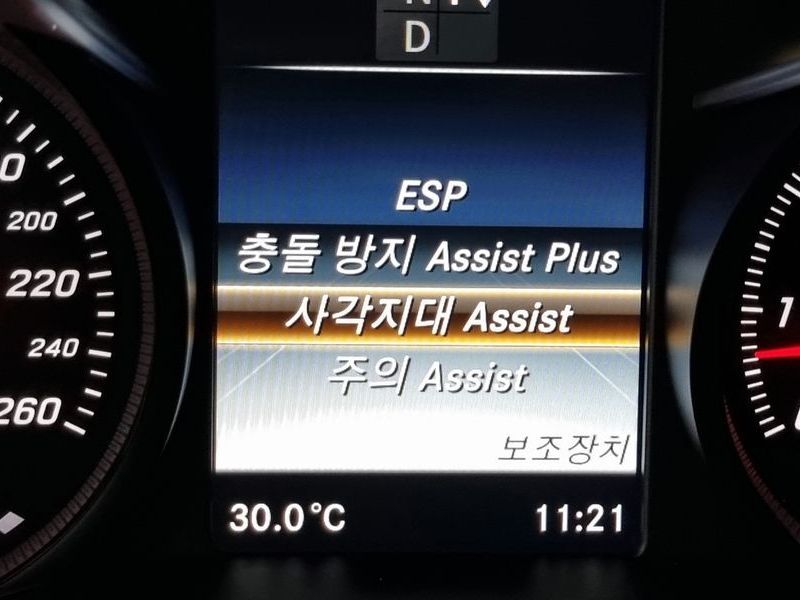 D
ESP
충돌 방지 Assist Plus
사각지대 Assist
주의 Assist
보조장치
30.0°C 11:21
200
220
240
260